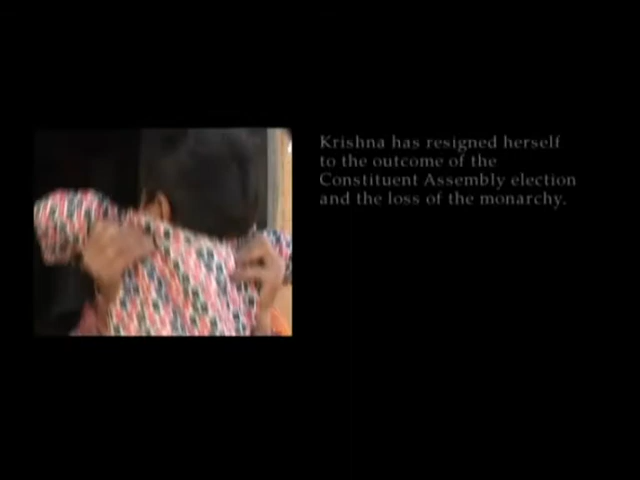 Krishna has resigned herself
to the outcome of the
Constituent Assembly election
and the loss of the monarchy.